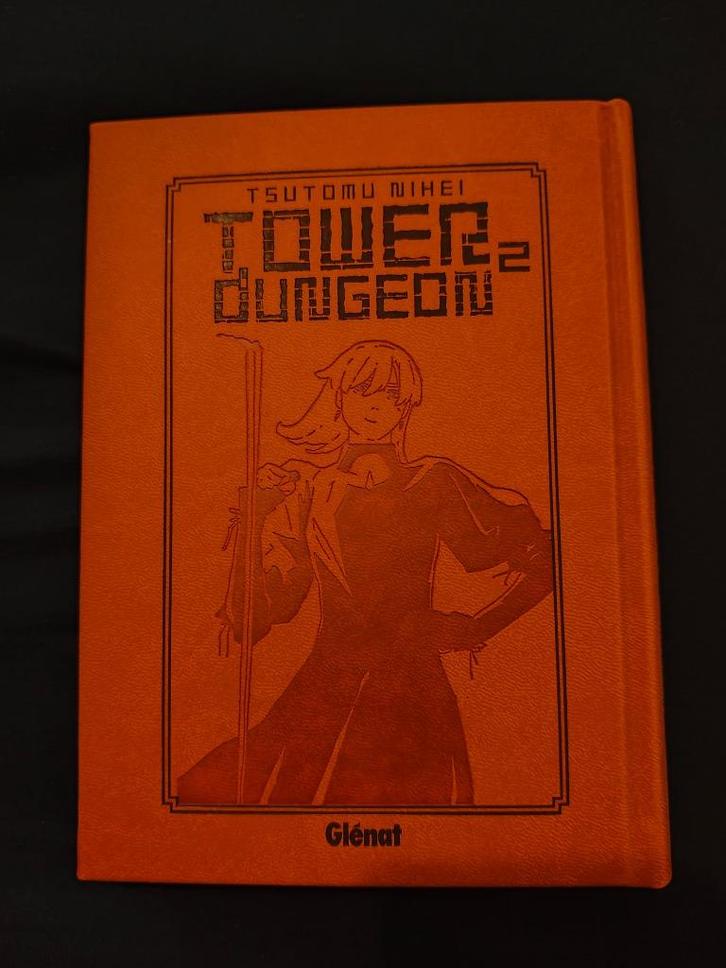 TSUTOMU NIHEI
TOWER 2
dUNGEON
Glénat